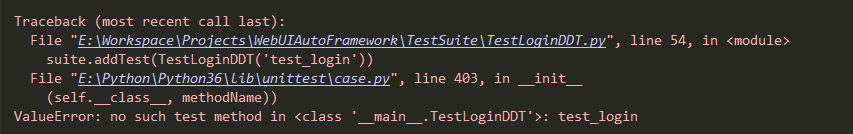 Traceback (most recent call last):
File "E:\Workspace\Projects\WebUIAutoFramework\TestSuite\TestLoginDDT.py", line 54, in <module>
suite.addTest(TestLoginDDT('test_login'))
File "E:\Python\Python36\lib\unittest\case.py", line 403, in __init__
(self.__class__, methodName))
ValueError: no such test method in <class '__main__.TestLoginDDT'>: test_login